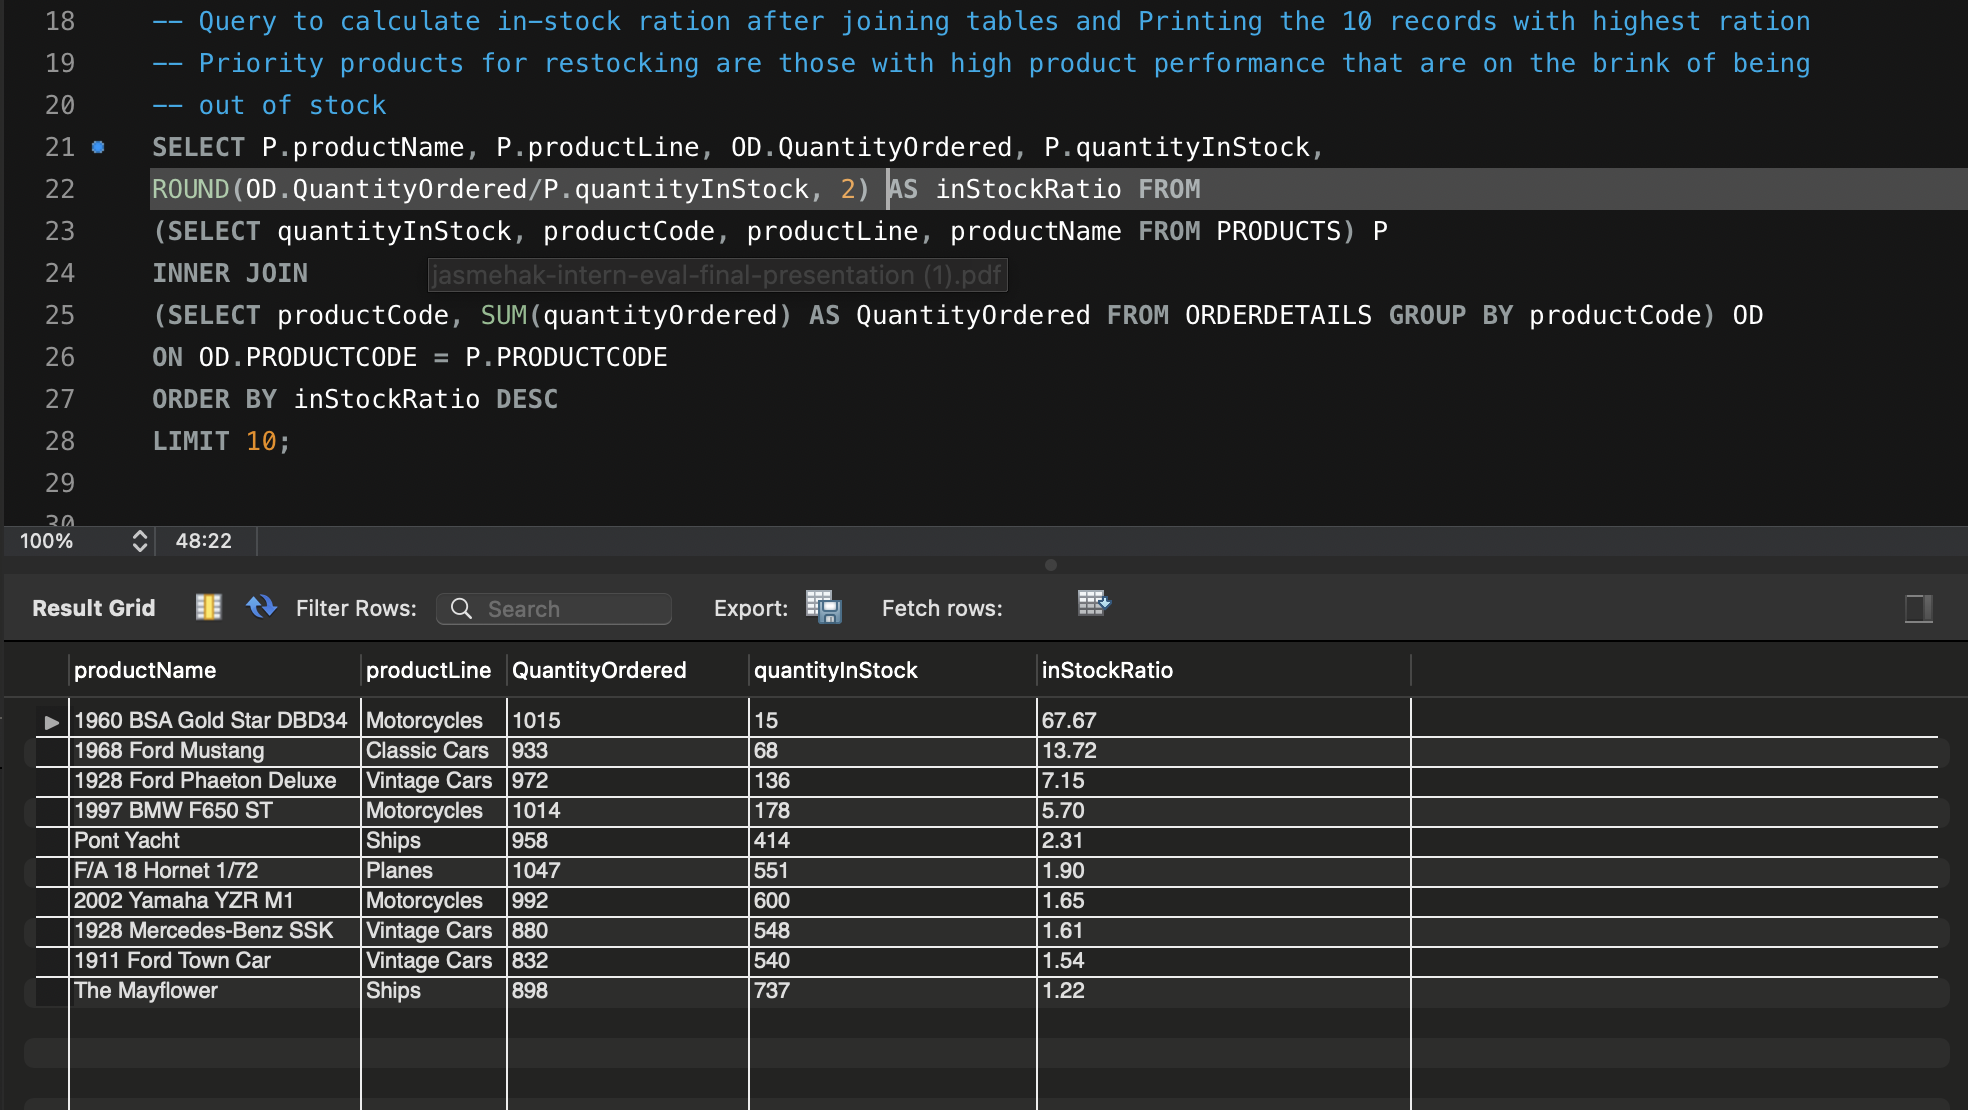 18 -- Query to calculate in-stock ration after joining tables and Printing the 10 records with highest ration
19 -- Priority products for restocking are those with high product performance that are on the brink of being
20 -- out of stock
21 SELECT P.productName, P.productLine, OD.QuantityOrdered, P.quantityInStock,
22 ROUND(OD.QuantityOrdered/P.quantityInStock, 2) AS inStockRatio FROM
23 (SELECT quantityInStock, productCode, productLine, productName FROM PRODUCTS) P
24 INNER JOIN
jasmehak-intern-eval-final-presentation (1).pdf
25 (SELECT productCode, SUM(quantityOrdered) AS QuantityOrdered FROM ORDERDETAILS GROUP BY productCode) OD
26 ON OD.PRODUCTCODE = P.PRODUCTCODE
27 ORDER BY inStockRatio DESC
28 LIMIT 10;
29
30
100% 48:22
Result Grid Filter Rows: Search Export: Fetch rows:
productName productLine QuantityOrdered quantityInStock inStockRatio
1960 BSA Gold Star DBD34 Motorcycles 1015 15 67.67
1968 Ford Mustang Classic Cars 933 68 13.72
1928 Ford Phaeton Deluxe Vintage Cars 972 136 7.15
1997 BMW F650 ST Motorcycles 1014 178 5.70
Pont Yacht Ships 958 414 2.31
F/A 18 Hornet 1/72 Planes 1047 551 1.90
2002 Yamaha YZR M1 Motorcycles 992 600 1.65
1928 Mercedes-Benz SSK Vintage Cars 880 548 1.61
1911 Ford Town Car Vintage Cars 832 540 1.54
The Mayflower Ships 898 737 1.22